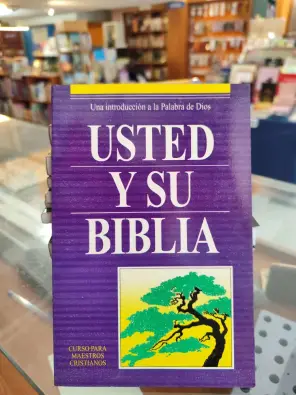 Una introducción a la Palabra de Dios
USTED
Y SU
BIBLIA
CURSO PARA
MAESTROS
CRISTIANOS